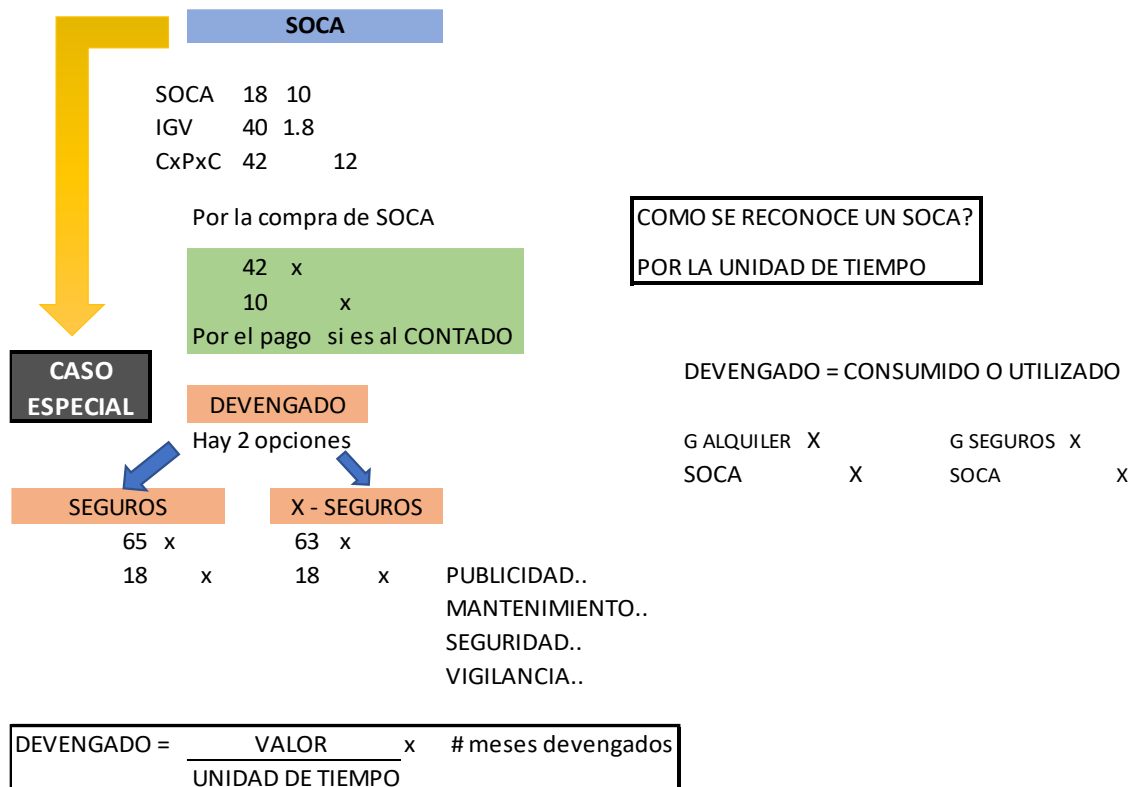 SOCA
SOCA 18 10
IGV 40 1.8
CxPxC 42 12
Por la compra de SOCA
42 x
10 x
Por el pago si es al CONTADO
COMO SE RECONOCE UN SOCA?
POR LA UNIDAD DE TIEMPO
CASO
ESPECIAL
DEVENGADO
Hay 2 opciones
SEGUROS
65 x
18 x
X - SEGUROS
63 x
18 x
PUBLICIDAD..
MANTENIMIENTO..
SEGURIDAD..
VIGILANCIA..
DEVENGADO = CONSUMIDO O UTILIZADO
G ALQUILER X
SOCA X
G SEGUROS X
SOCA X
DEVENGADO = VALOR x # meses devengados
UNIDAD DE TIEMPO